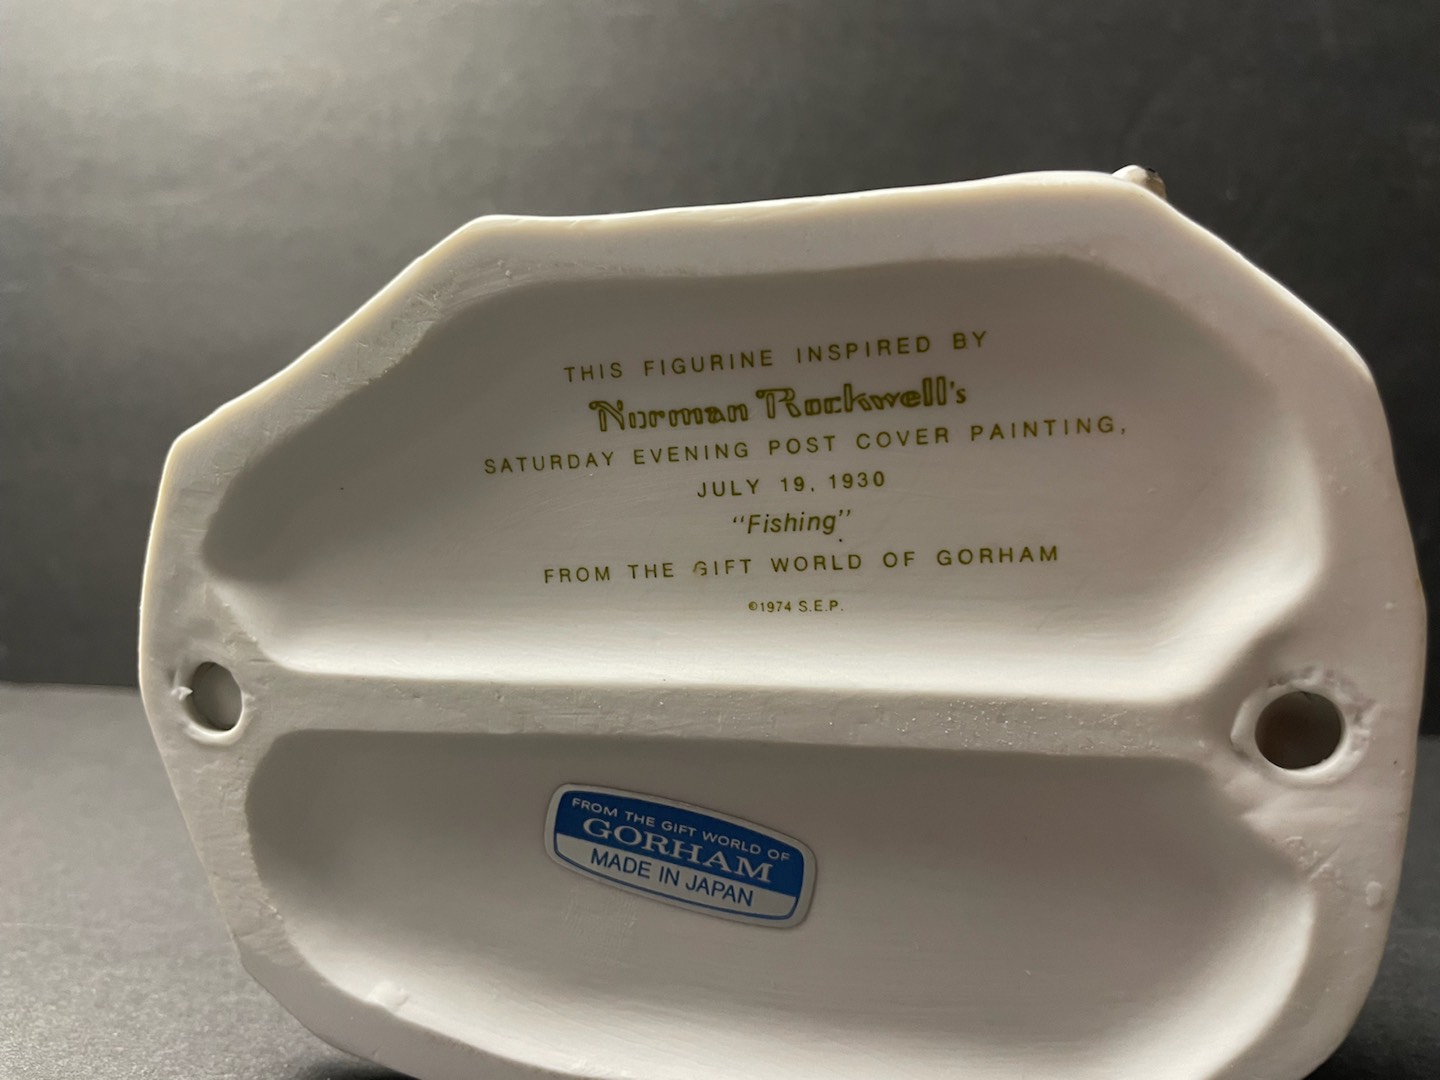 THIS FIGURINE INSPIRED BY
Norman Rockwell's
SATURDAY EVENING POST COVER PAINTING,
JULY 19, 1930
"Fishing"
FROM THE GIFT WORLD OF GORHAM
©1974 S.E.P.
FROM THE GIFT WORLD OF
GORHAM
MADE IN JAPAN